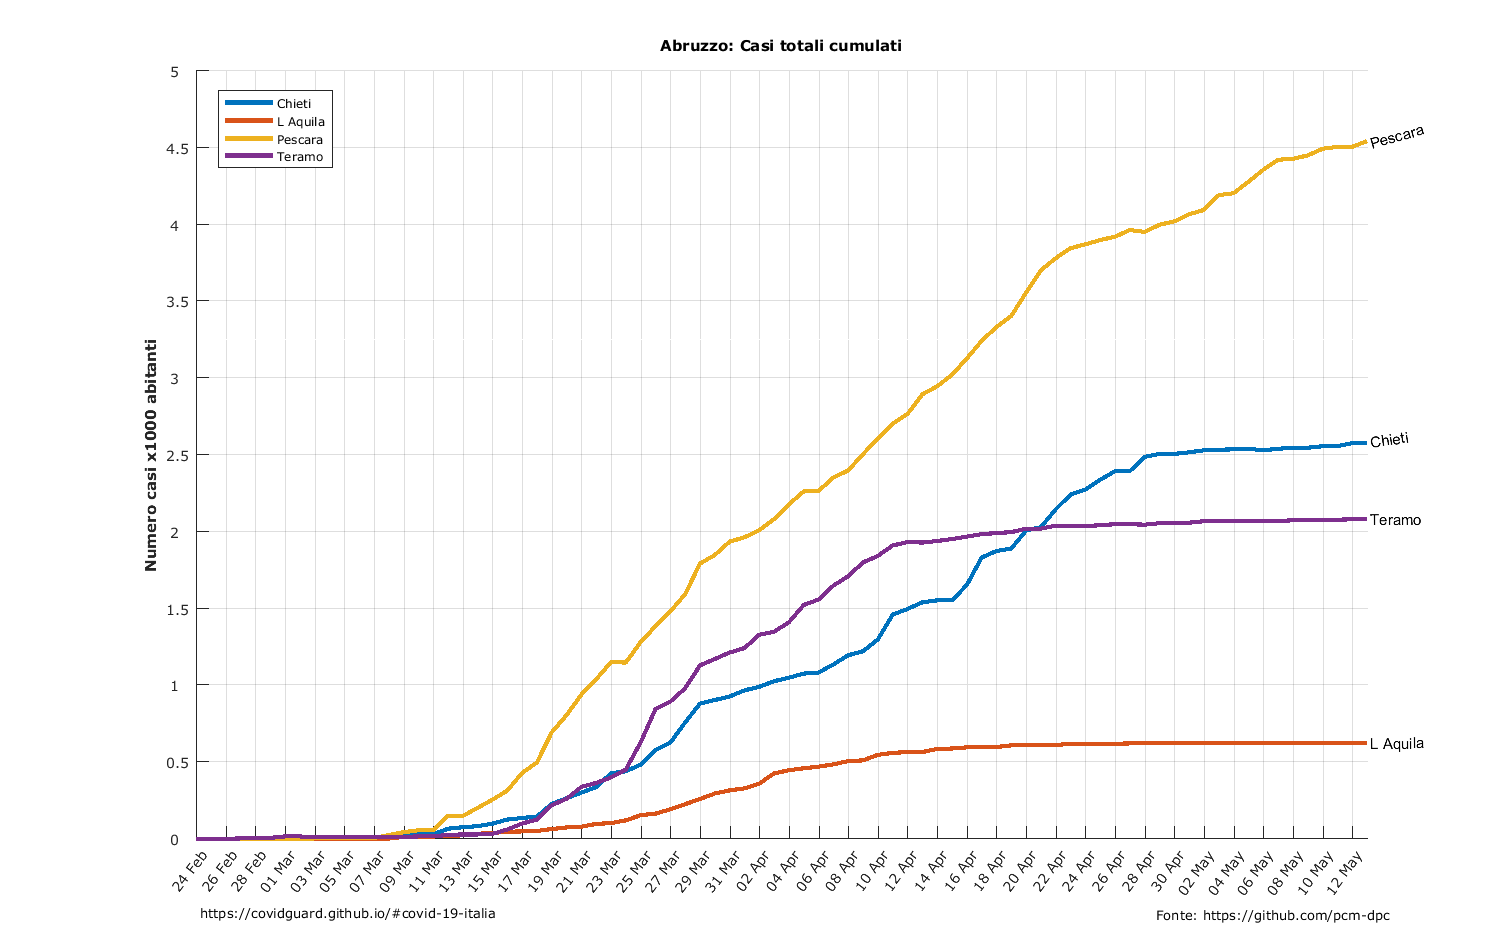 Abruzzo: Casi totali cumulati
Numero casi x1000 abitanti
5
4.5
4
3.5
3
2.5
2
1.5
1
0.5
0
Chieti
L Aquila
Pescara
Teramo
Pescara
Chieti
Teramo
L Aquila
24 Feb
26 Feb
28 Feb
01 Mar
03 Mar
05 Mar
07 Mar
09 Mar
11 Mar
13 Mar
15 Mar
17 Mar
19 Mar
21 Mar
23 Mar
25 Mar
27 Mar
29 Mar
31 Mar
02 Apr
04 Apr
06 Apr
08 Apr
10 Apr
12 Apr
14 Apr
16 Apr
18 Apr
20 Apr
22 Apr
24 Apr
26 Apr
28 Apr
30 Apr
02 May
04 May
06 May
08 May
10 May
12 May
https://covidguard.github.io/#covid-19-italia
Fonte: https://github.com/pcm-dpc